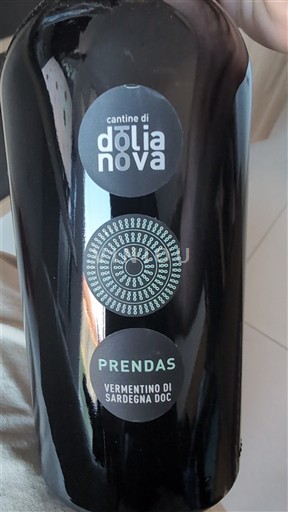 cantine di
dolia
nova
PRENDAS
VERMENTINO DI
SARDEGNA DOC